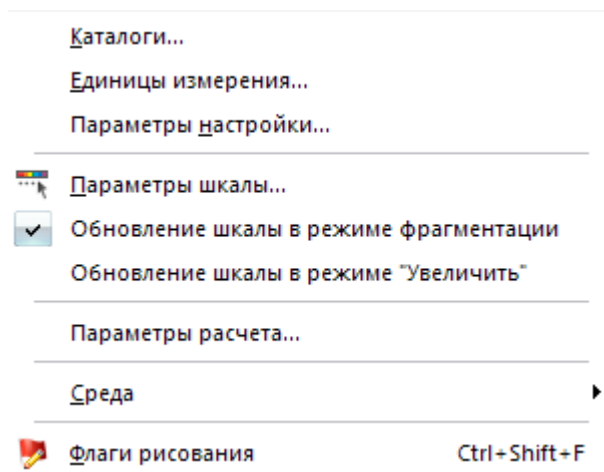 Каталоги...
Единицы измерения...
Параметры настройки...
Параметры шкалы...
Обновление шкалы в режиме фрагментации
Обновление шкалы в режиме "Увеличить"
Параметры расчета...
Среда
Флаги рисования Ctrl+Shift+F